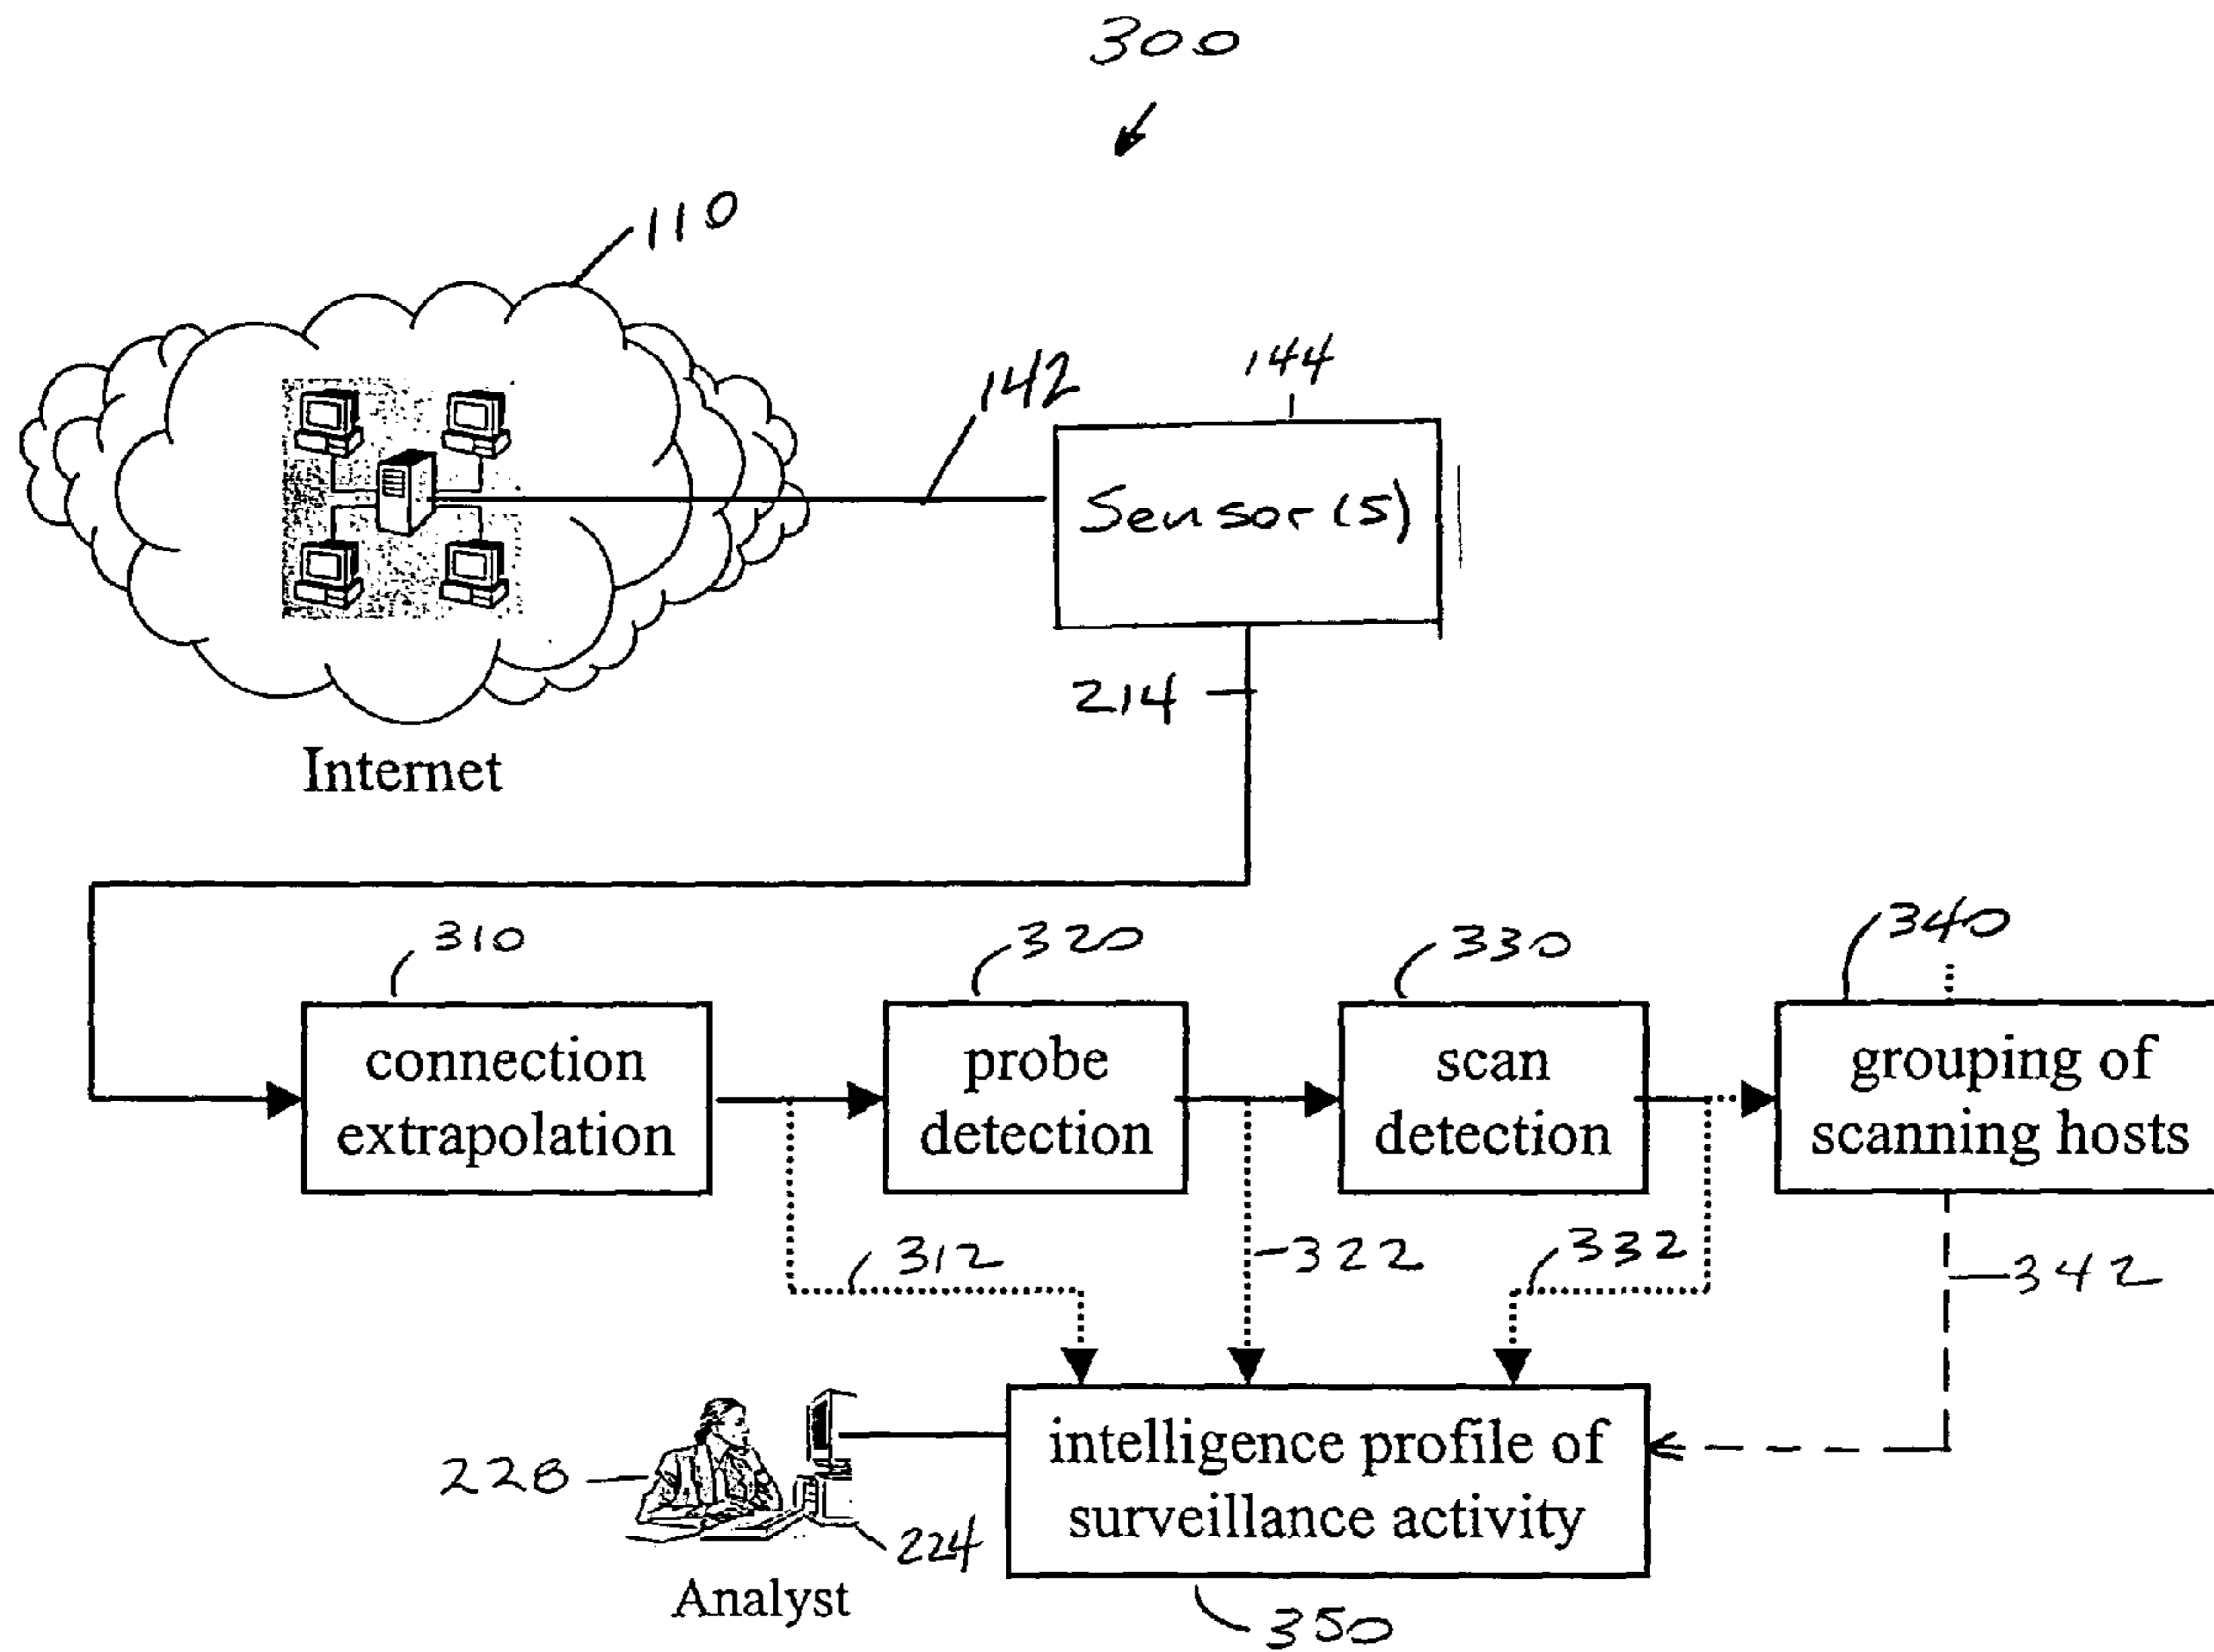 300
110
142
144
Sensor(s)
214
Internet
310
320
330
340
connection
extrapolation
probe
detection
scan
detection
grouping of
scanning hosts
312
322
332
342
intelligence profile of
surveillance activity
228
224
Analyst
350